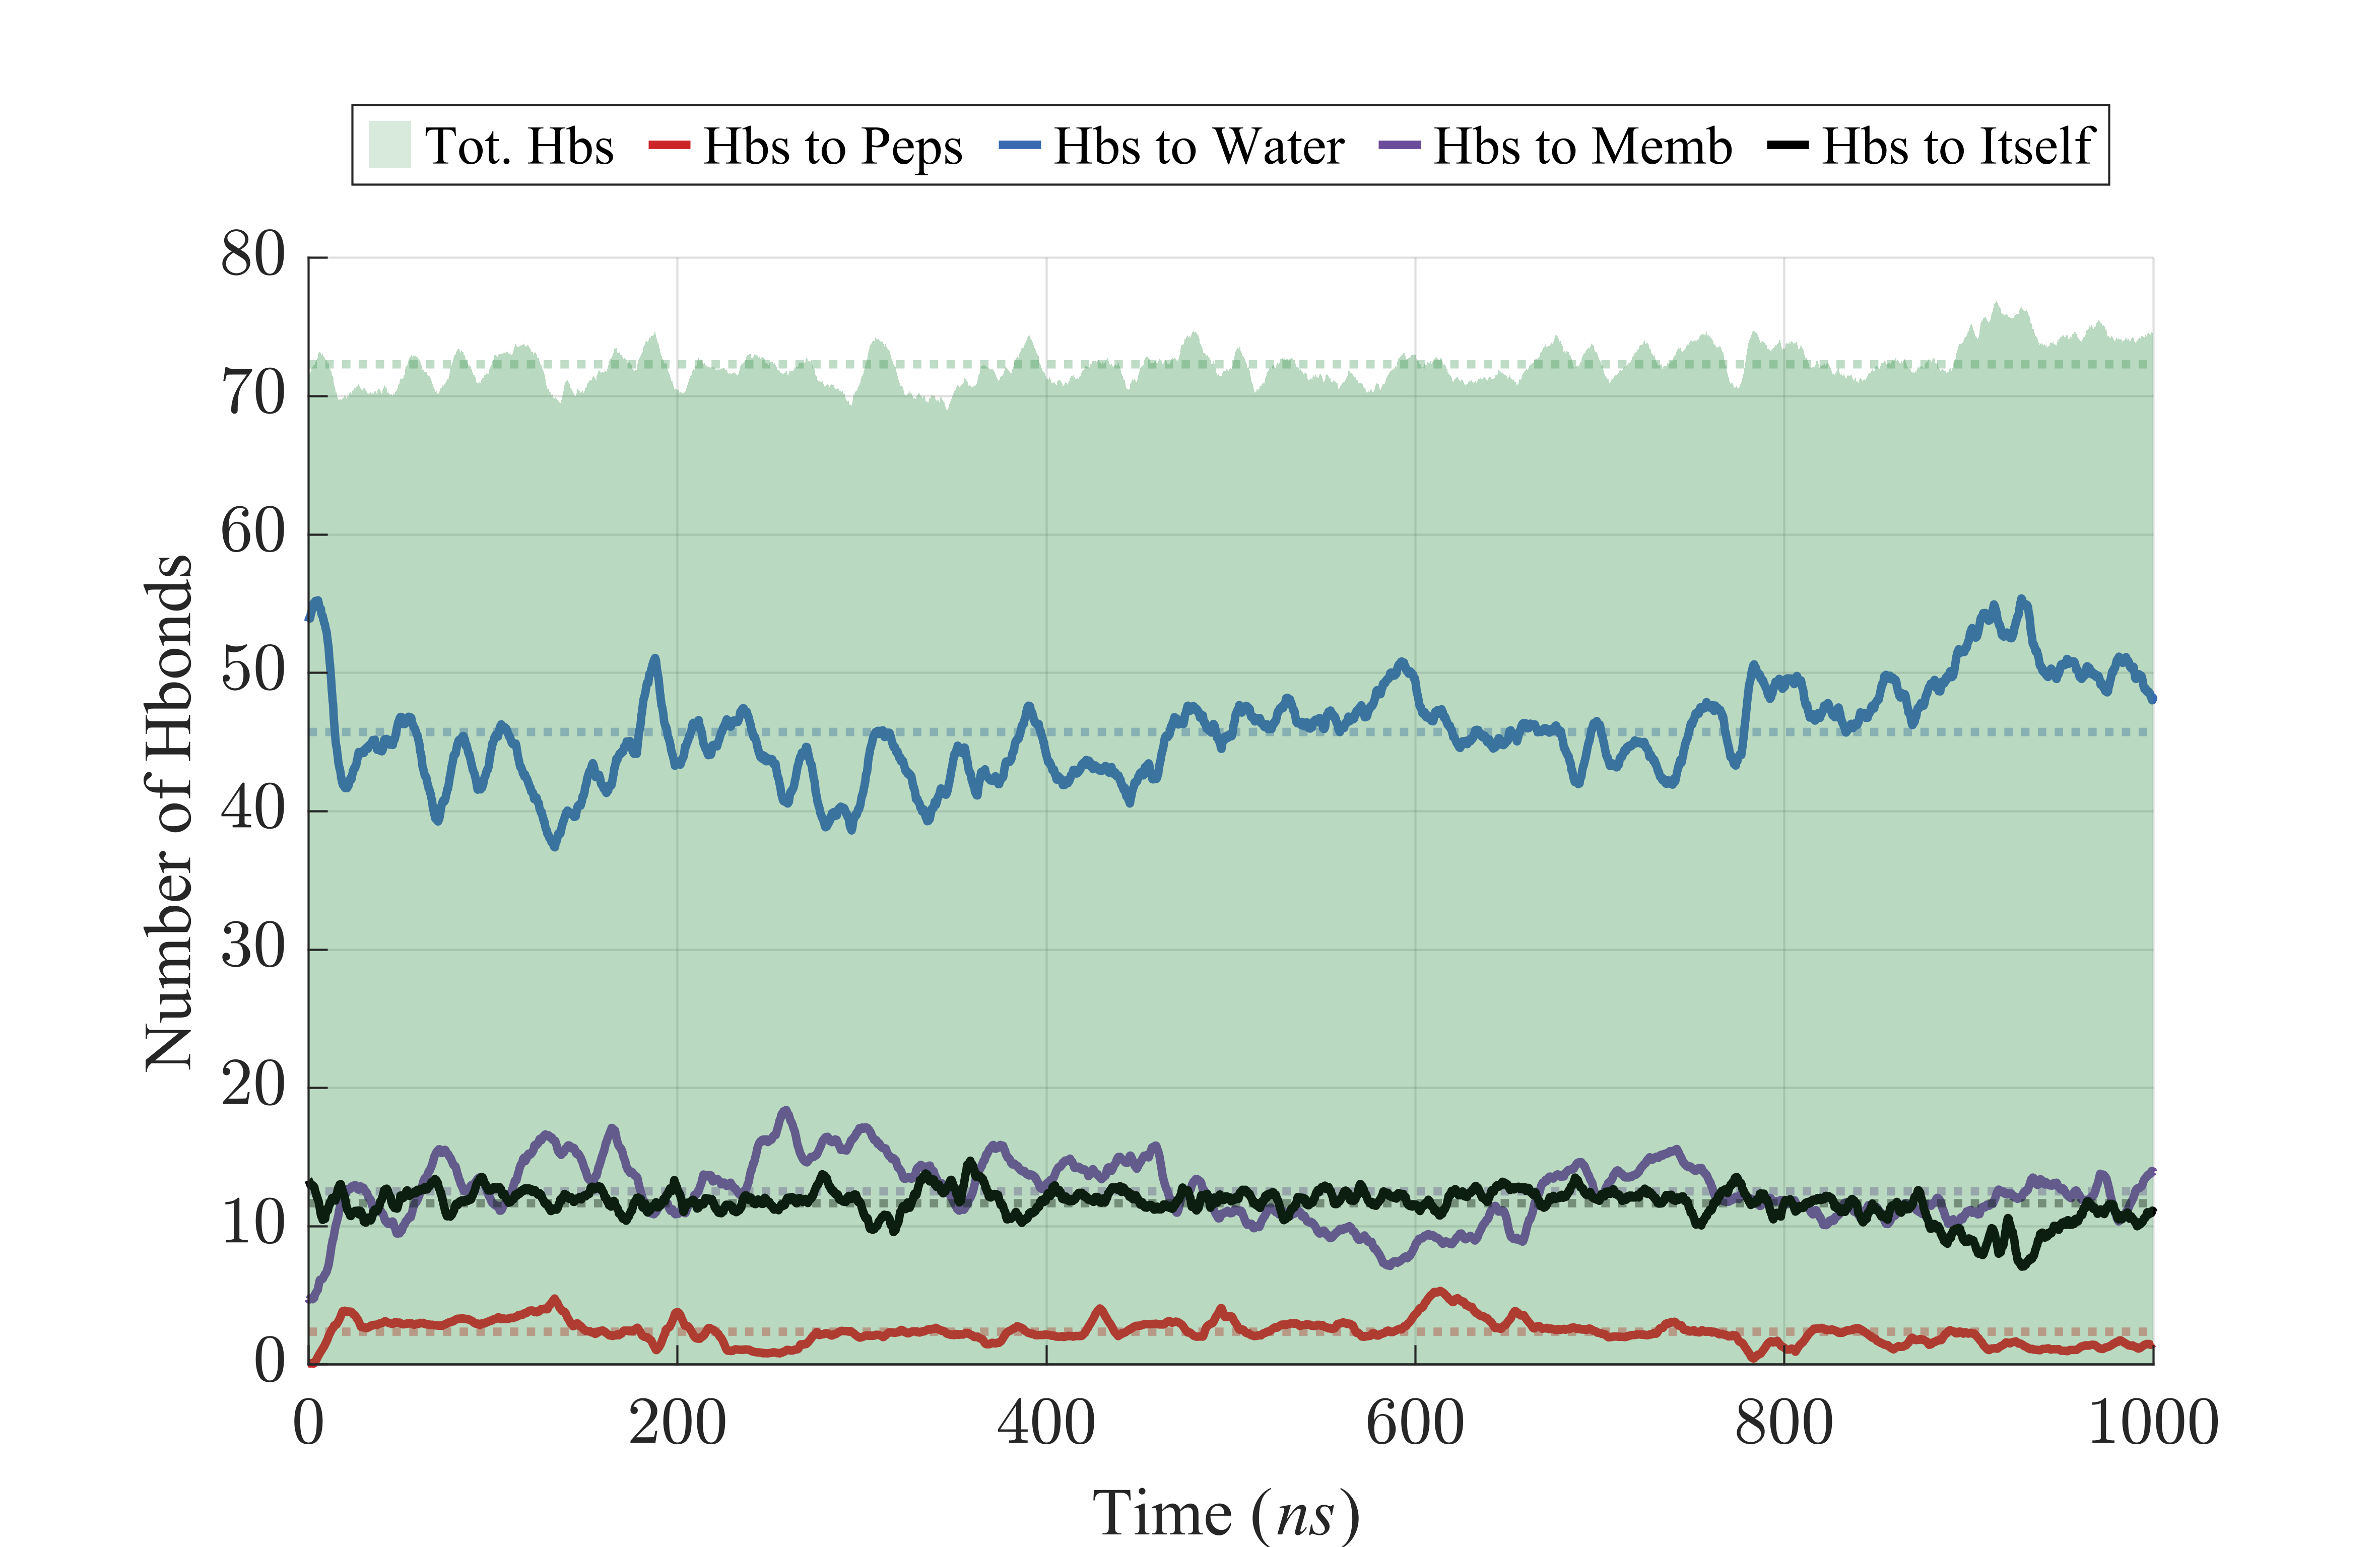 Tot. Hbs Hbs to Peps Hbs to Water Hbs to Memb Hbs to Itself
80
70
60
50
40
30
20
10
0
Number of Hbonds
0 200 400 600 800 1000
Time (ns)